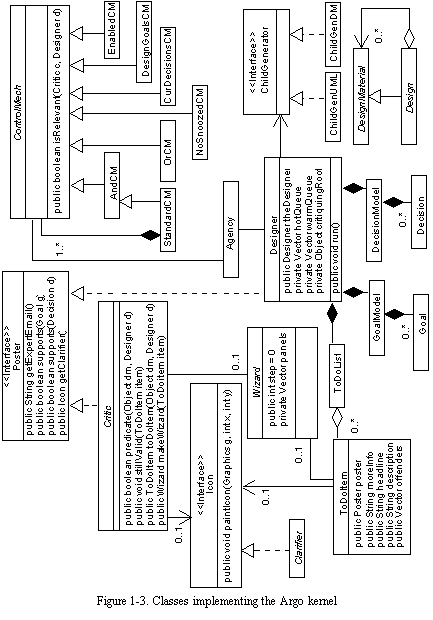 ControlMech
public boolean isRelevant(Critic c, Designer d)
EnabledCM
DesignGoalsCM
CurDecisionsCM
NoSnoozedCM
OrCM
AndCM
StandardCM
1..*
Agency
<<Interface>>
ChildGenerator
ChildGenDM
ChildGenUML
DesignMaterial
0..*
Design
<<Interface>>
Poster
public String getExpertEmail()
public boolean supports(Goal g)
public boolean supports(Decision d)
public Icon getClarifier()
Designer
public Designer theDesigner
private Vector hotQueue
private Vector warmQueue
private Object critiquingRoot
public void run()
DecisionModel
0..*
Decision
GoalModel
0..*
Goal
Critic
public boolean predicate(Object dm, Designer d)
public void stillValid(ToDoItem item)
public ToDoItem toDoItem(Object dm, Designer d)
public Wizard makeWizard(ToDoItem item)
0..1
Wizard
public int step = 0
private Vector panels
0..1
ToDoList
0..*
<<Interface>>
Icon
public void paintIcon(Graphics g, int x, int y)
0..1
0..1
Clarifier
ToDoItem
public Poster poster
public String moreInfo
public String headline
public String description
public Vector offenders
Figure 1-3. Classes implementing the Argo kernel